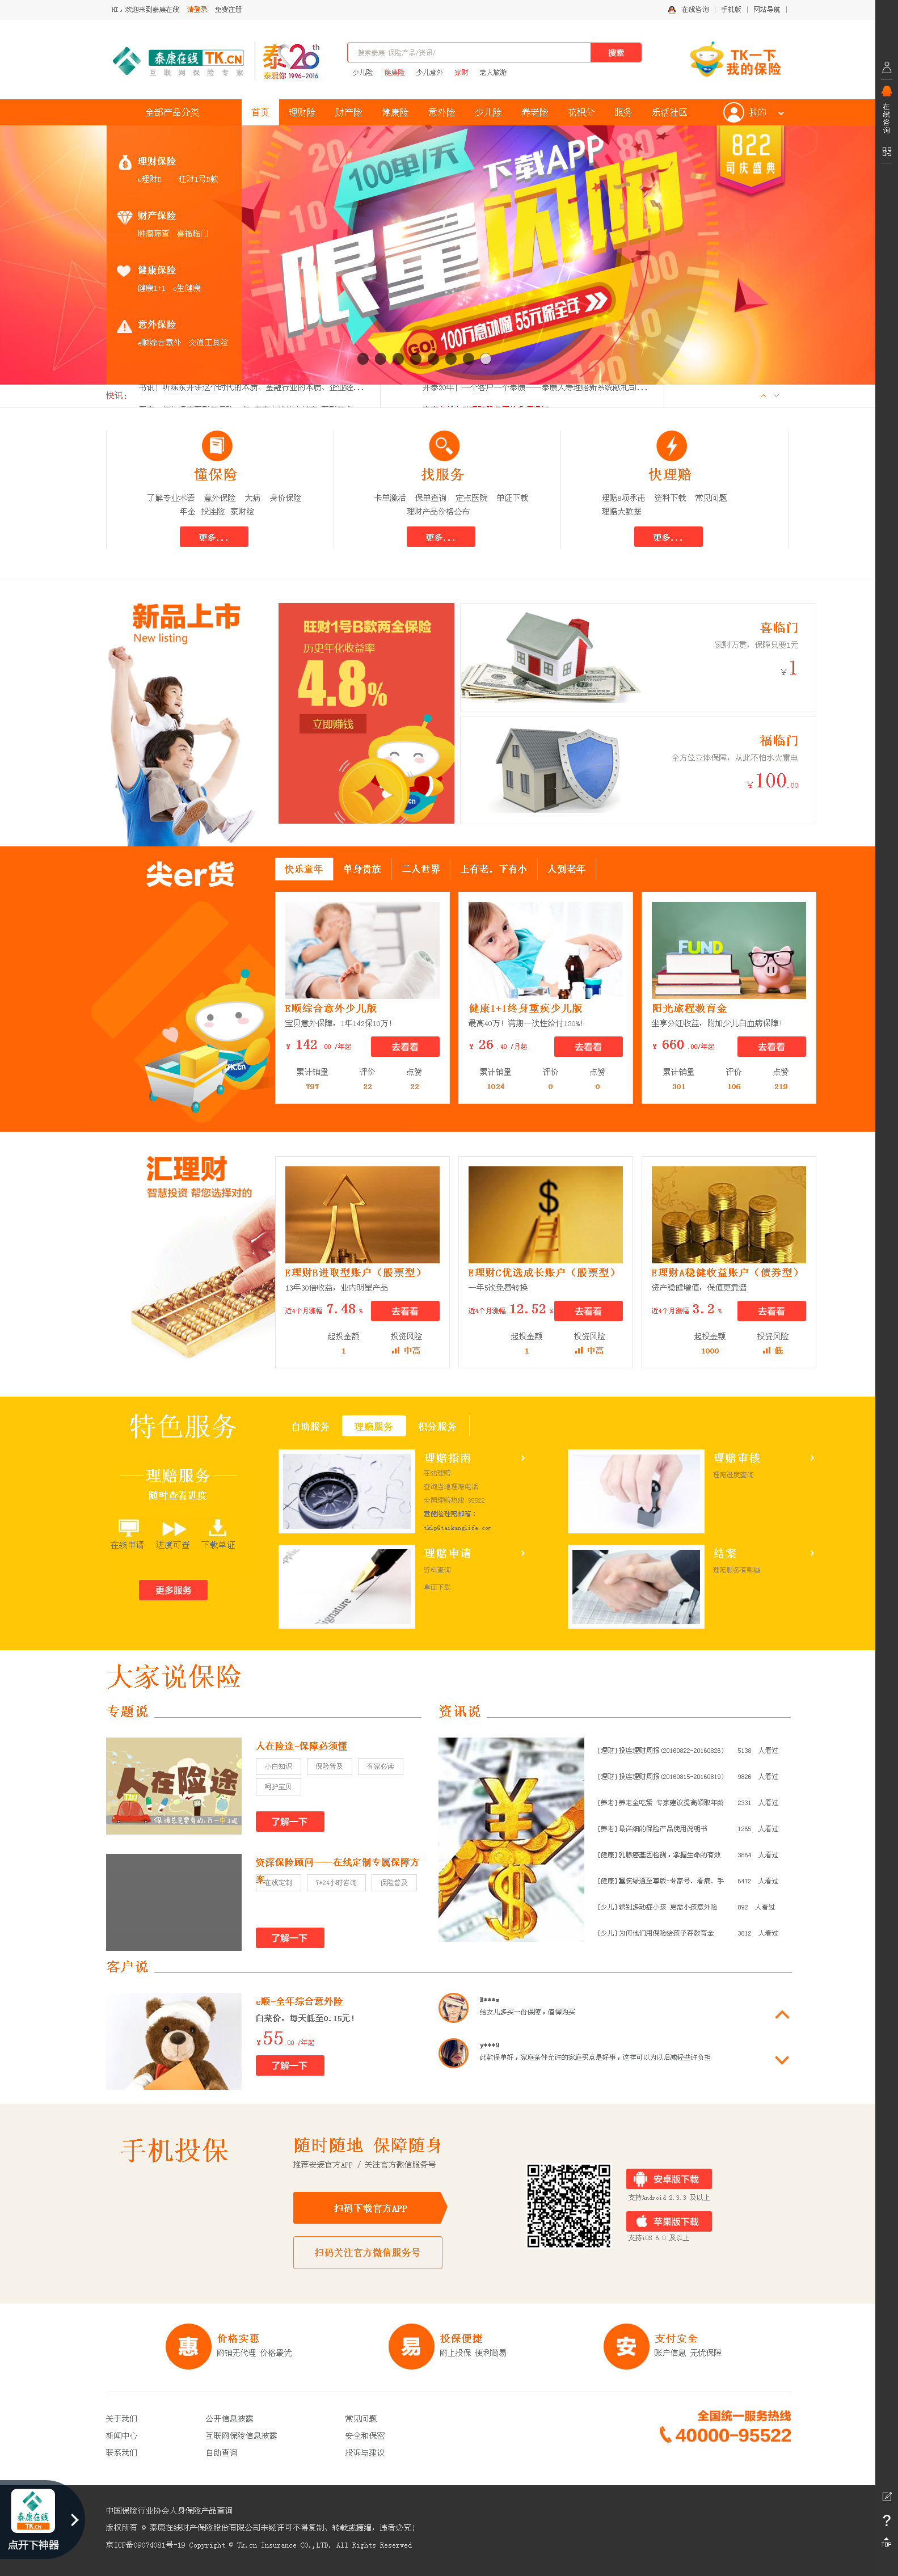 HI，欢迎来到泰康在线 请登录 免费注册
在线咨询 | 手机版 | 网站导航 |
泰康在线 TK.CN
互联网保险专家
泰 20th
泰爱你 1996-2016
搜索泰康 保险产品/资讯/
搜索
少儿险 健康险 少儿意外 家财 老人旅游
TK一下
我的保险
在线咨询
全部产品分类 首页 理财险 财产险 健康险 意外险 少儿险 养老险 花积分 服务 乐活社区 我的
理财保险
e理财B 旺财1号B款
财产保险
肿瘤筛查 喜福临门
健康保险
健康1+1 e生健康
意外保险
e顺综合意外 交通工具险
100单/天
下载APP
限量闪购
GO! 100万高功赐 55元保全年
822
司庆盛典
快讯：
懂保险
了解专业术语 意外保险 大病 身价保险
年金 投连险 家财险
更多...
找服务
卡单激活 保单查询 定点医院 单证下载
理财产品价格公布
更多...
快理赔
理赔8项承诺 资料下载 常见问题
理赔大数据
更多...
新品上市
New listing
旺财1号B款两全保险
历史年化收益率
4.8%
立即赚钱
喜临门
家财万贯，保障只要1元
￥1
福临门
全方位立体保障，从此不怕水火雷电
￥100.00
尖er货
快乐童年 单身贵族 二人世界 上有老，下有小 人到老年
E顺综合意外少儿版
宝贝意外保障，1年142保10万！
￥ 142 .00 /年起 去看看
累计销量 评价 点赞
797 22 22
健康1+1终身重疾少儿版
最高40万！满期一次性给付130%！
￥ 26 .40 /月起 去看看
累计销量 评价 点赞
1024 0 0
阳光旅程教育金
坐享分红收益，附加少儿白血病保障！
￥ 660 .00/年起 去看看
累计销量 评价 点赞
301 106 219
汇理财
智慧投资 帮您选择对的
E理财B进取型账户（股票型）
13年30倍收益，业内明星产品
近4个月涨幅 7.48 % 去看看
起投金额 投资风险
1 中高
E理财C优选成长账户（股票型）
一年5次免费转换
近4个月涨幅 12.52 % 去看看
起投金额 投资风险
1 中高
E理财A稳健收益账户（债券型）
资产稳健增值，保值更靠谱
近4个月涨幅 3.2 % 去看看
起投金额 投资风险
1000 低
特色服务
自助服务 理赔服务 积分服务
理赔服务
随时查看进度
在线申请 进度可查 下载单证
更多服务
理赔指南
在线理赔
查询当地理赔电话
全国理赔热线 95522
意健险理赔邮箱：
tklp@taikanglife.com
理赔审核
理赔进度查询
理赔申请
资料查询
单证下载
Signature
结案
理赔服务有哪些
大家说保险
专题说
人在险途
人在险途-保障必须懂
小白知识 保险普及 有家必读
呵护宝贝
了解一下
资深保险顾问——在线定制专属保障方案
在线定制 7*24小时咨询 保险普及
了解一下
资讯说
[理财]投连理财周报(20160822-20160826) 5138 人看过
[理财]投连理财周报(20160815-20160819) 9826 人看过
[养老]养老金吃紧 专家建议提高领取年龄 2331 人看过
[养老]最详细的保险产品使用说明书 1265 人看过
[健康]乳腺癌基因检测，掌握生命的有效 3864 人看过
[健康]重疾绿通至尊版-专家号、看病、手 6472 人看过
[少儿]识别多动症小孩 更需小孩意外险 892 人看过
[少儿]为何他们用保险给孩子存教育金 3812 人看过
客户说
e顺-全年综合意外险
白菜价，每天低至0.15元！
￥55.00 /年起
了解一下
B***w
给女儿多买一份保障，值得购买
y***9
此款保单好，家庭条件允许的家庭买点是好事，这样可以为以后减轻些许负担
手机投保
随时随地 保障随身
推荐安装官方APP / 关注官方微信服务号
扫码下载官方APP
扫码关注官方微信服务号
安卓版下载
支持Android 2.3.3 及以上
苹果版下载
支持iOS 6.0 及以上
惠 价格实惠
网销无代理 价格最优
易 投保便捷
网上投保 便利简易
安 支付安全
账户信息 无忧保障
关于我们 公开信息披露 常见问题
新闻中心 互联网保险信息披露 安全和保密
联系我们 自助查询 投诉与建议
全国统一服务热线
40000-95522
泰康在线
TK.CN
点开下神器
中国保险行业协会人身保险产品查询
版权所有 © 泰康在线财产保险股份有限公司未经许可不得复制、转载或摘编，违者必究！
京ICP备09074081号-19 Copyright © Tk.cn Insurance CO.,LTD. All Rights Reserved
?
TOP